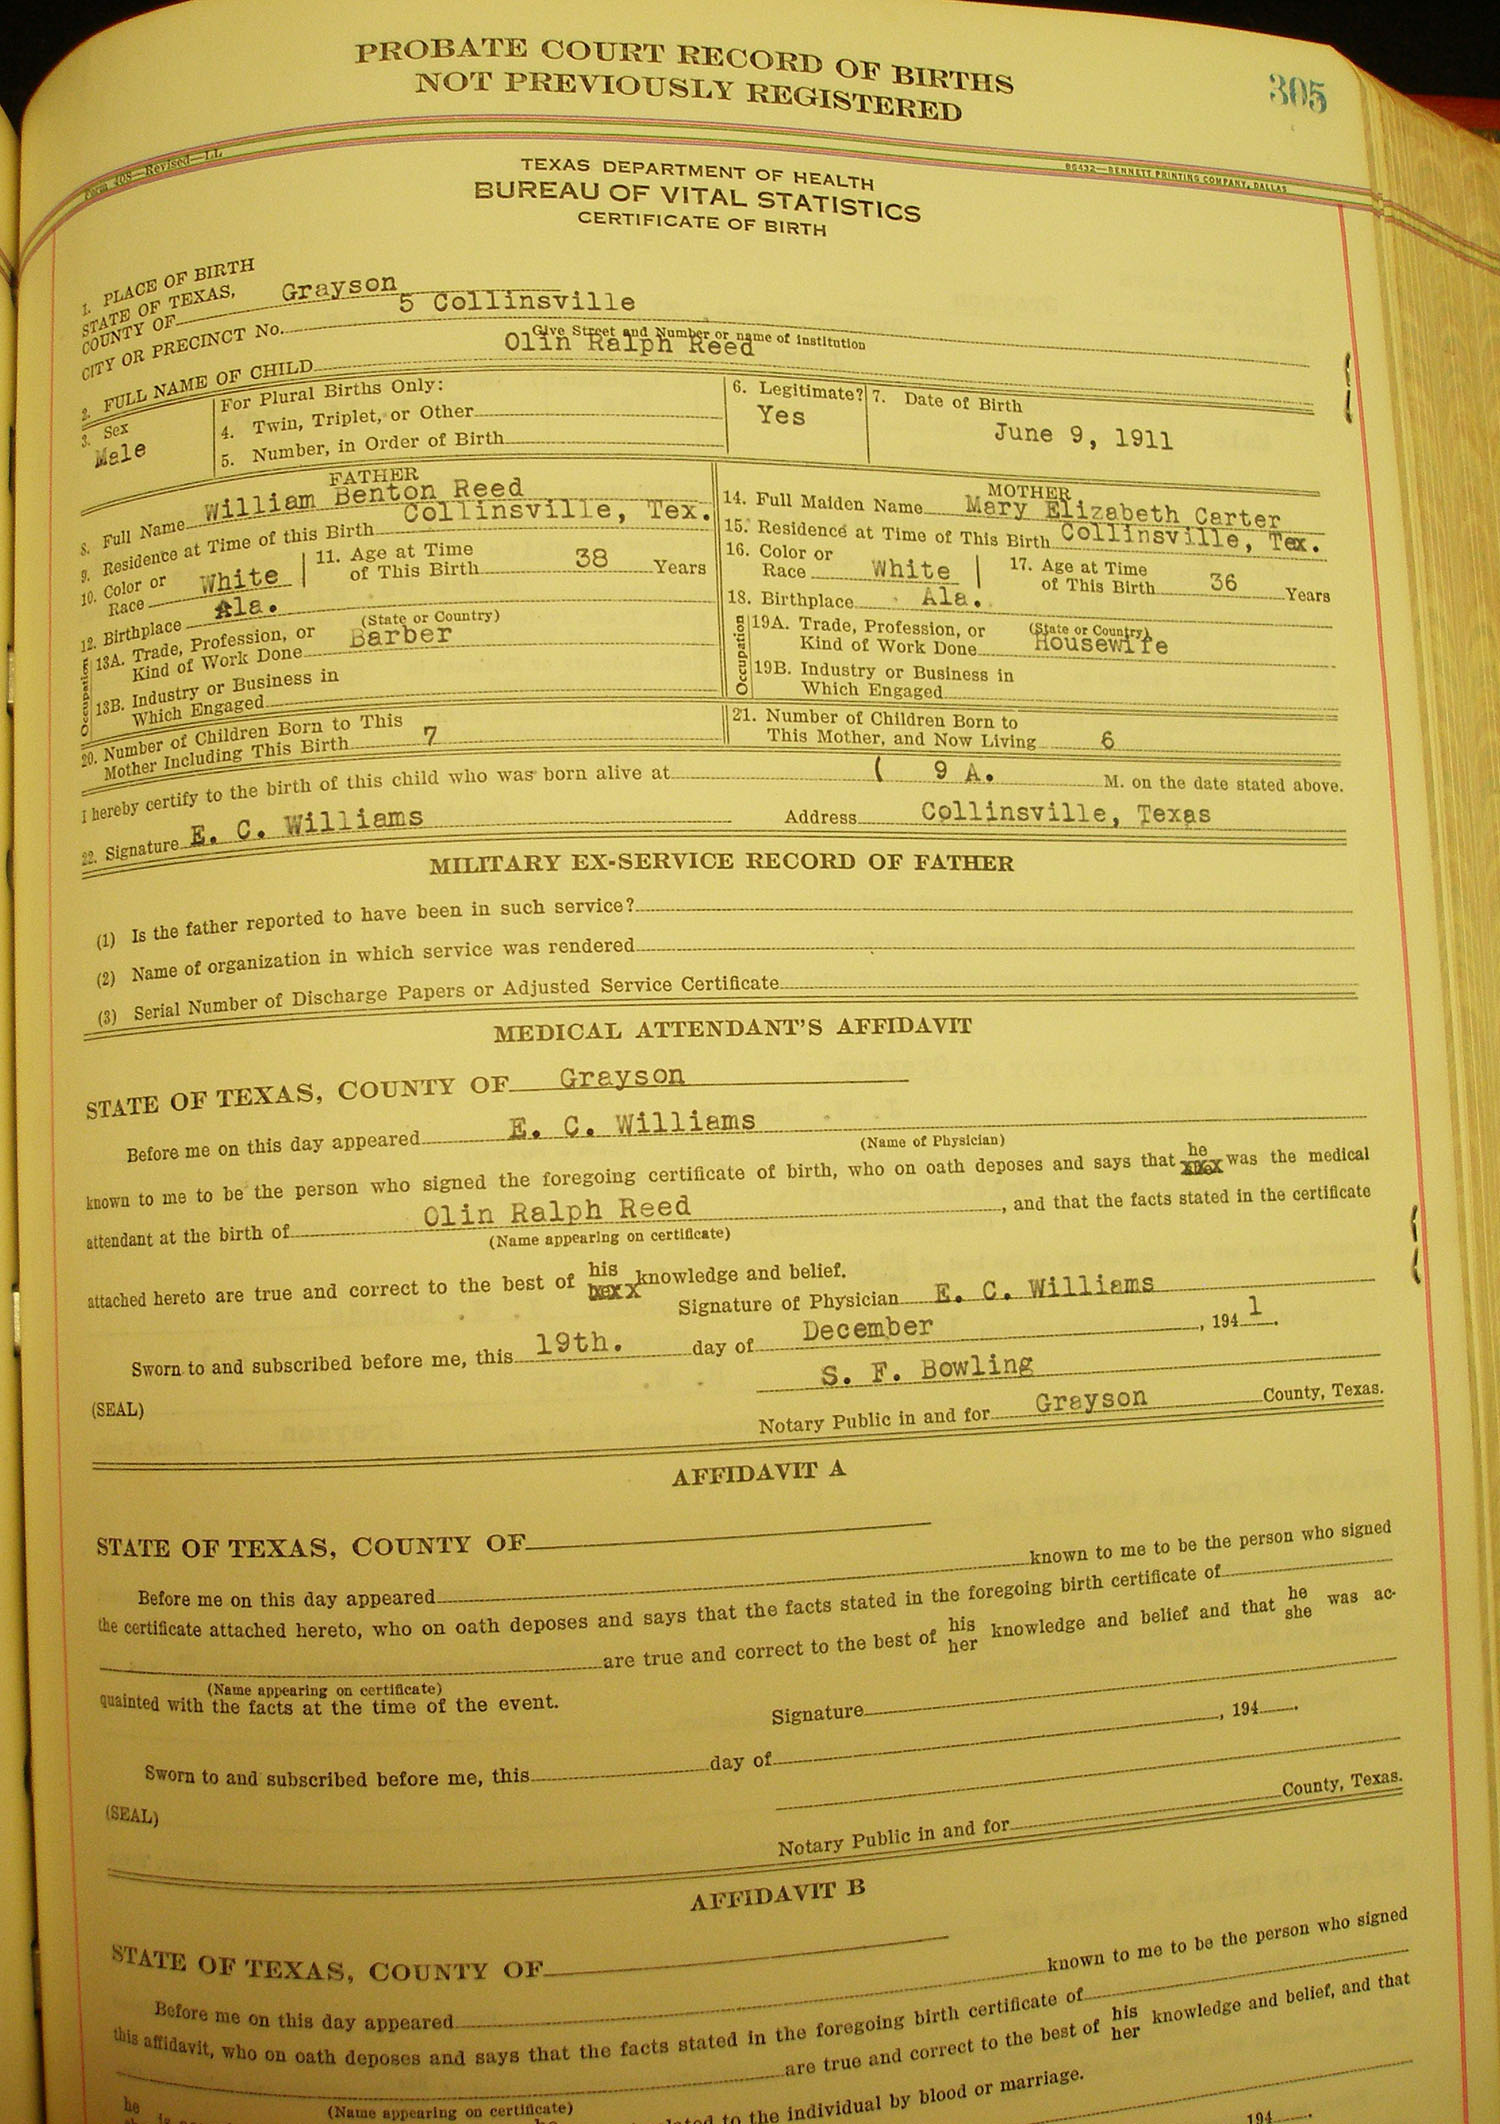 PROBATE COURT RECORD OF BIRTHS
NOT PREVIOUSLY REGISTERED
305
Form 208—Revised—LL
86432—BENNETT PRINTING COMPANY, DALLAS
TEXAS DEPARTMENT OF HEALTH
BUREAU OF VITAL STATISTICS
CERTIFICATE OF BIRTH
1. PLACE OF BIRTH
STATE OF TEXAS,
COUNTY OF Grayson
CITY OR PRECINCT No. 5 Collinsville
Give Street and Number or name of Institution
2. FULL NAME OF CHILD Olin Ralph Reed
3. Sex
Male
For Plural Births Only:
4. Twin, Triplet, or Other
5. Number, in Order of Birth
6. Legitimate?
Yes
7. Date of Birth
June 9, 1911
FATHER
8. Full Name William Benton Reed
9. Residence at Time of this Birth Collinsville, Tex.
10. Color or
Race White
11. Age at Time
of This Birth 38 Years
12. Birthplace Ala.
(State or Country)
Occupation
13A. Trade, Profession, or
Kind of Work Done Barber
13B. Industry or Business in
Which Engaged
MOTHER
14. Full Maiden Name Mary Elizabeth Carter
15. Residence at Time of This Birth Collinsville, Tex.
16. Color or
Race White
17. Age at Time
of This Birth 36 Years
18. Birthplace Ala.
(State or Country)
Occupation
19A. Trade, Profession, or
Kind of Work Done Housewife
19B. Industry or Business in
Which Engaged
20. Number of Children Born to This
Mother Including This Birth 7
21. Number of Children Born to
This Mother, and Now Living 6
I hereby certify to the birth of this child who was born alive at ( 9 A. M. on the date stated above.
22. Signature E. C. Williams Address Collinsville, Texas
MILITARY EX-SERVICE RECORD OF FATHER
(1) Is the father reported to have been in such service?
(2) Name of organization in which service was rendered
(3) Serial Number of Discharge Papers or Adjusted Service Certificate
MEDICAL ATTENDANT'S AFFIDAVIT
STATE OF TEXAS, COUNTY OF Grayson
Before me on this day appeared E. C. Williams
(Name of Physician)
known to me to be the person who signed the foregoing certificate of birth, who on oath deposes and says that he was the medical
attendant at the birth of Olin Ralph Reed, and that the facts stated in the certificate
(Name appearing on certificate)
attached hereto are true and correct to the best of his knowledge and belief.
Signature of Physician E. C. Williams
Sworn to and subscribed before me, this 19th. day of December, 1941.
S. F. Bowling
(SEAL)
Notary Public in and for Grayson County, Texas.
AFFIDAVIT A
STATE OF TEXAS, COUNTY OF
Before me on this day appeared known to me to be the person who signed
the certificate attached hereto, who on oath deposes and says that the facts stated in the foregoing birth certificate of
are true and correct to the best of his her knowledge and belief and that he she was ac-
(Name appearing on certificate)
quainted with the facts at the time of the event.
Signature
Sworn to and subscribed before me, this day of , 194 .
(SEAL)
Notary Public in and for County, Texas.
AFFIDAVIT B
STATE OF TEXAS, COUNTY OF
Before me on this day appeared known to me to be the person who signed
this affidavit, who on oath deposes and says that the facts stated in the foregoing birth certificate of
are true and correct to the best of his her knowledge and belief, and that
(Name appearing on certificate)
he to the individual by blood or marriage.
194 .